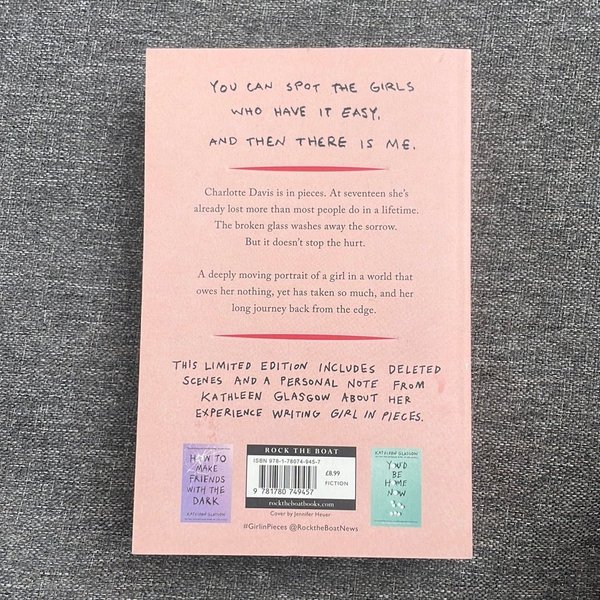 YOU CAN SPOT THE GIRLS
WHO HAVE IT EASY.
AND THEN THERE IS ME.
Charlotte Davis is in pieces. At seventeen she's
already lost more than most people do in a lifetime.
The broken glass washes away the sorrow.
But it doesn't stop the hurt.
A deeply moving portrait of a girl in a world that
owes her nothing, yet has taken so much, and her
long journey back from the edge.
THIS LIMITED EDITION INCLUDES DELETED
SCENES AND A PERSONAL NOTE FROM
KATHLEEN GLASGOW ABOUT HER
EXPERIENCE WRITING GIRL IN PIECES.
HOW TO
MAKE
FRIENDS
WITH THE
DARK
KATHLEEN GLASGOW
ROCK THE BOAT
ISBN 978-1-78074-945-7
£8.99
FICTION
9 781780 749457
rocktheboatbooks.com
Cover by Jennifer Heuer
KATHLEEN GLASGOW
YOU'D
BE
HOME
NOW
#GirlinPieces @RocktheBoatNews